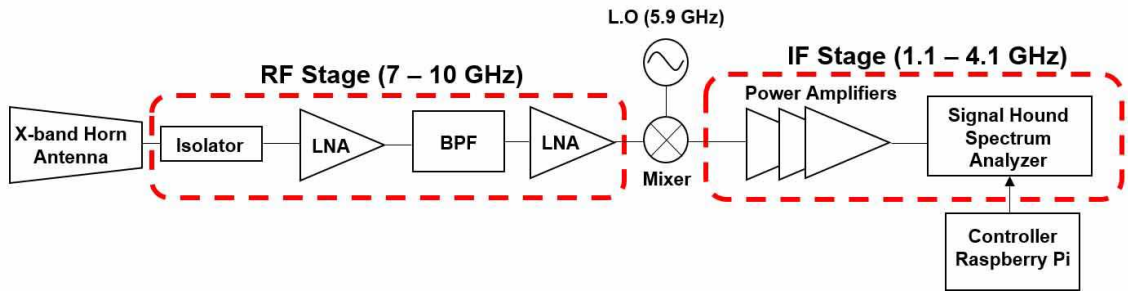 L.O (5.9 GHz)
RF Stage (7 – 10 GHz)
IF Stage (1.1 – 4.1 GHz)
X-band Horn
Antenna
Isolator
LNA
BPF
LNA
Mixer
Power Amplifiers
Signal Hound
Spectrum
Analyzer
Controller
Raspberry Pi